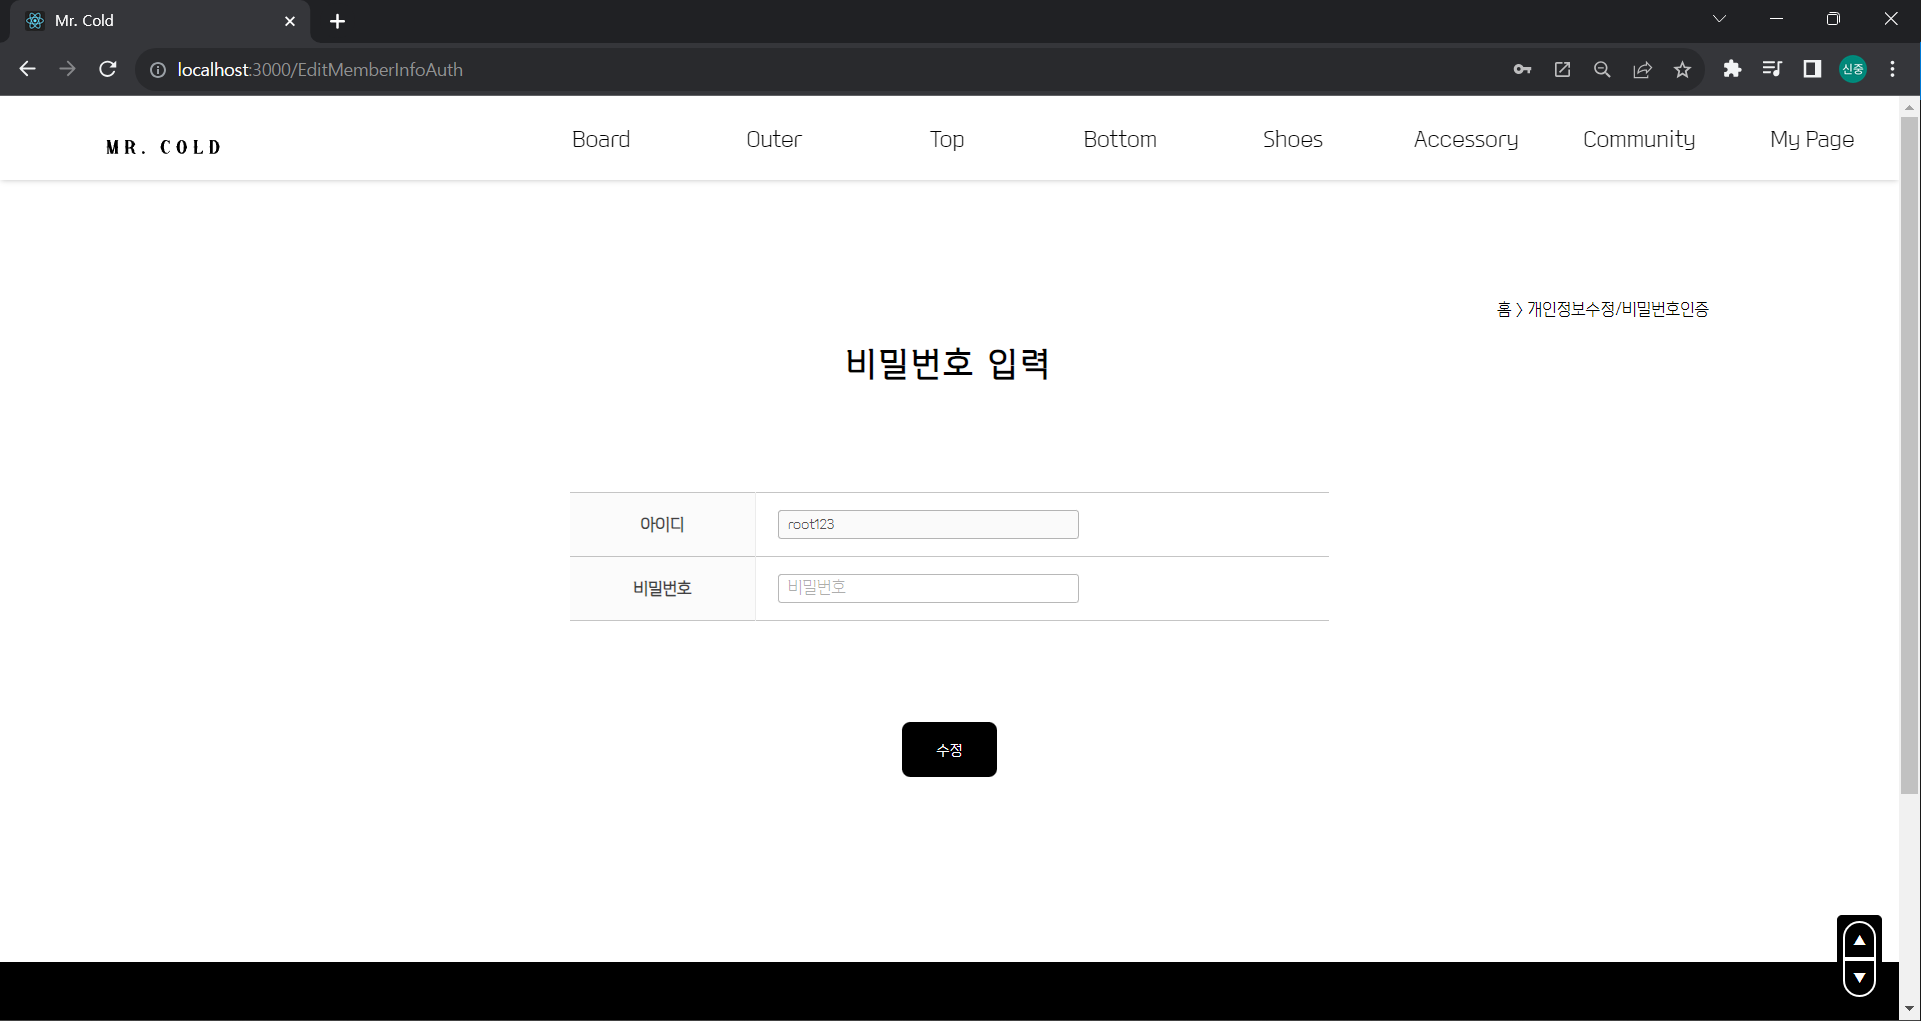 Mr. Cold
localhost:3000/EditMemberInfoAuth
신중
MR. COLD
Board Outer Top Bottom Shoes Accessory Community My Page
홈 > 개인정보수정/비밀번호인증
비밀번호 입력
아이디 root123
비밀번호 비밀번호
수정